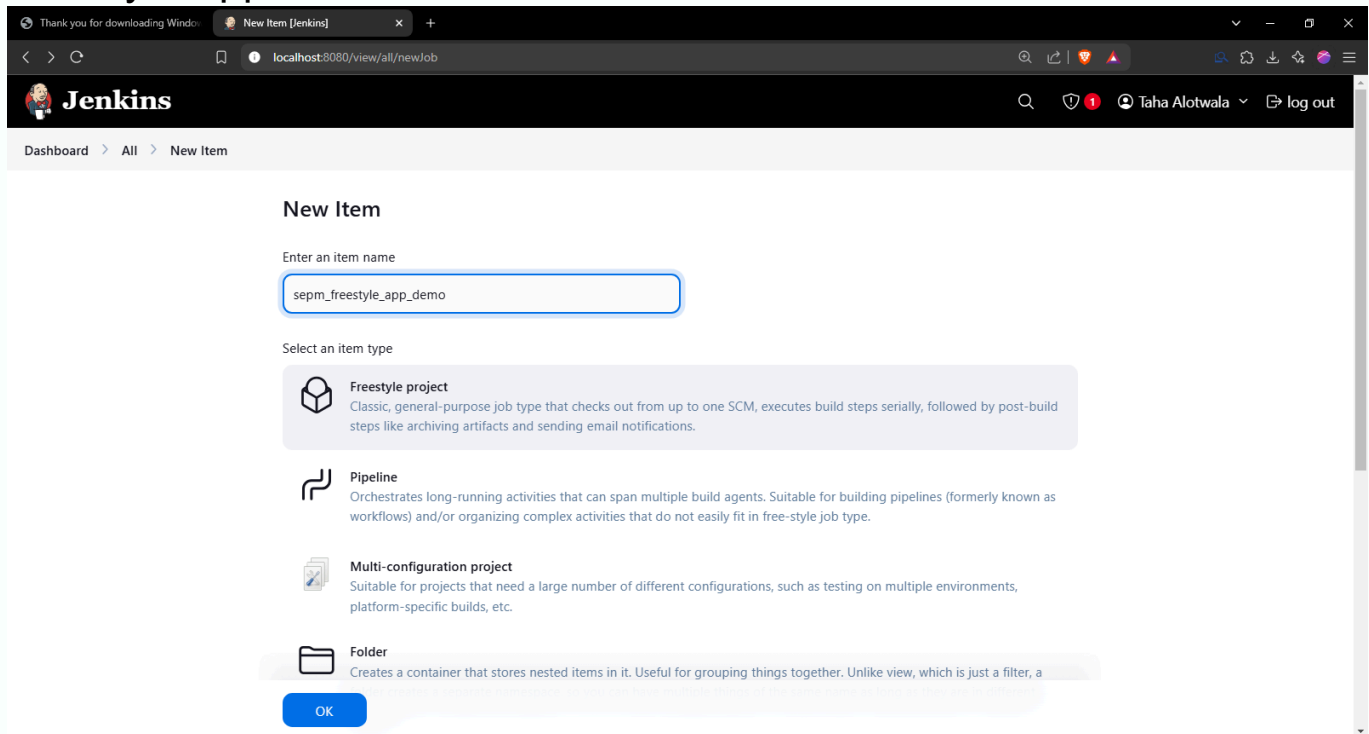 Thank you for downloading Windov
New Item [Jenkins]
localhost:8080/view/all/newJob
Jenkins
1
Taha Alotwala
log out
Dashboard > All > New Item
New Item
Enter an item name
sepm_freestyle_app_demo
Select an item type
Freestyle project
Classic, general-purpose job type that checks out from up to one SCM, executes build steps serially, followed by post-build
steps like archiving artifacts and sending email notifications.
Pipeline
Orchestrates long-running activities that can span multiple build agents. Suitable for building pipelines (formerly known as
workflows) and/or organizing complex activities that do not easily fit in free-style job type.
Multi-configuration project
Suitable for projects that need a large number of different configurations, such as testing on multiple environments,
platform-specific builds, etc.
Folder
Creates a container that stores nested items in it. Useful for grouping things together. Unlike view, which is just a filter, a
OK